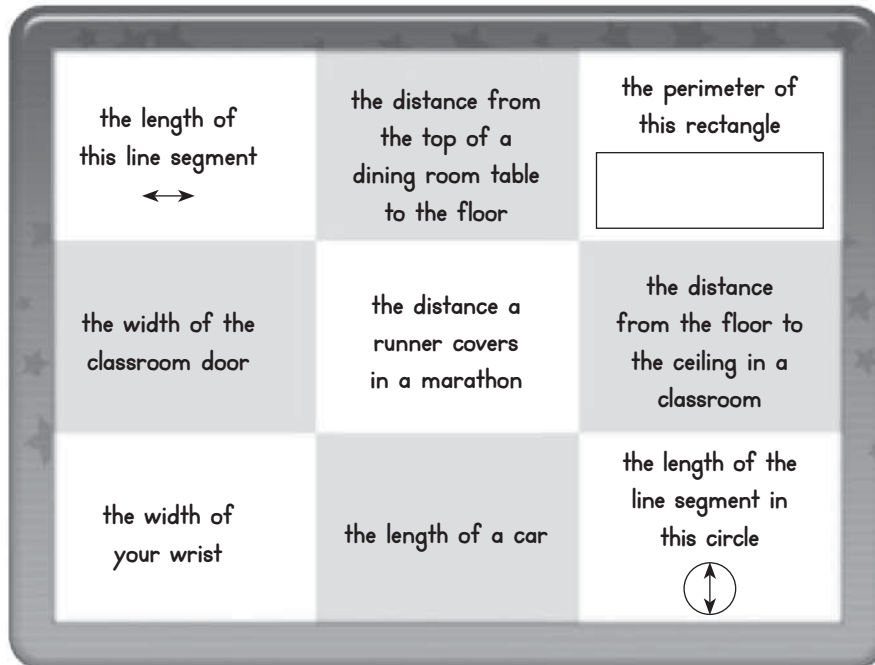 the length of
this line segment
the distance from
the top of a
dining room table
to the floor
the perimeter of
this rectangle
the width of the
classroom door
the distance a
runner covers
in a marathon
the distance
from the floor to
the ceiling in a
classroom
the width of
your wrist
the length of a car
the length of the
line segment in
this circle